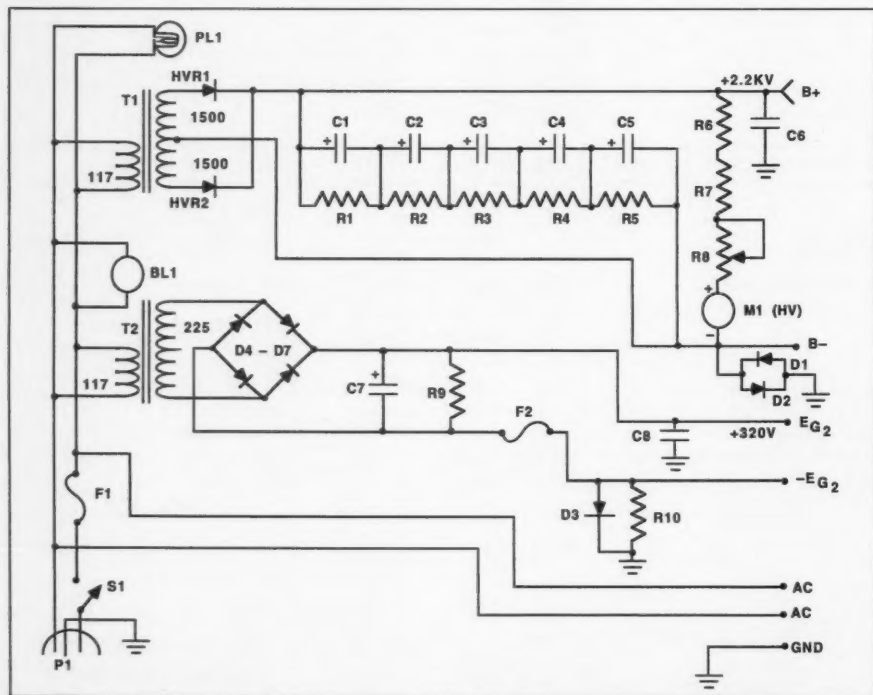 PL1
HVR1
+2.2KV
B+
T1
1500
C1
C2
C3
C4
C5
R6
C6
+
+
+
+
+
1500
117
R7
HVR2
R1
R2
R3
R4
R5
R8
BL1
+
M1 (HV)
T2
225
-
B-
D4 - D7
D1
+
117
C7
R9
D2
F2
C8
+320V
EG2
-EG2
F1
D3
R10
S1
AC
AC
GND
P1